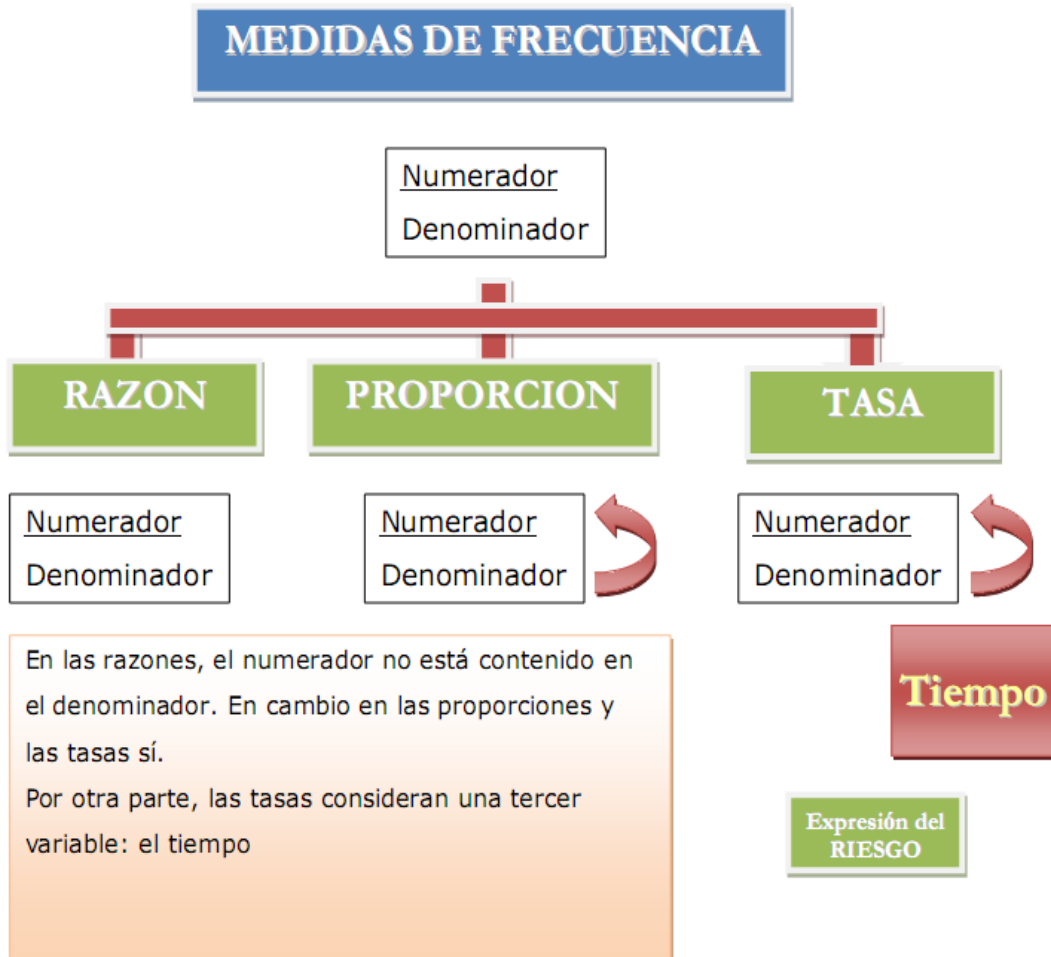 MEDIDAS DE FRECUENCIA
Numerador
Denominador
RAZON
PROPORCION
TASA
Numerador
Denominador
Numerador
Denominador
Numerador
Denominador
En las razones, el numerador no está contenido en
el denominador. En cambio en las proporciones y
las tasas sí.
Por otra parte, las tasas consideran una tercer
variable: el tiempo
Tiempo
Expresión del
RIESGO